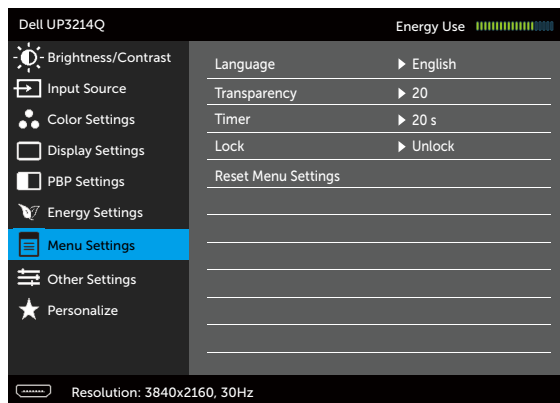 Dell UP3214Q
Energy Use
Brightness/Contrast
Input Source
Color Settings
Display Settings
PBP Settings
Energy Settings
Menu Settings
Other Settings
Personalize
Language English
Transparency 20
Timer 20 s
Lock Unlock
Reset Menu Settings
Resolution: 3840x2160, 30Hz